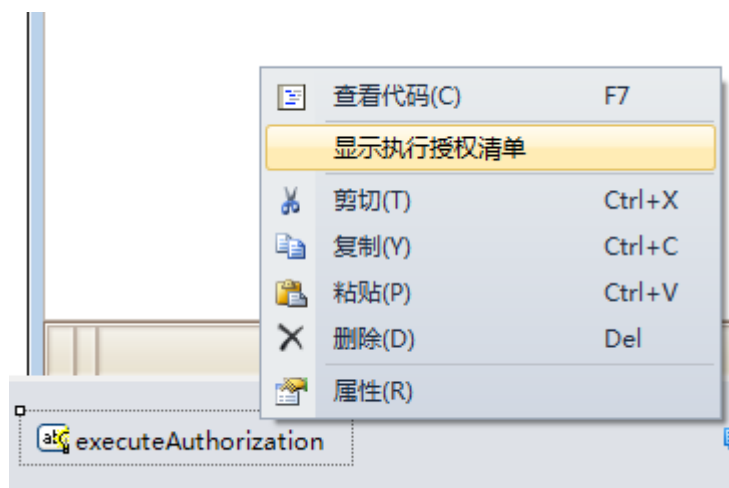 查看代码(C) F7
显示执行授权清单
剪切(T) Ctrl+X
复制(Y) Ctrl+C
粘贴(P) Ctrl+V
删除(D) Del
属性(R)
executeAuthorization